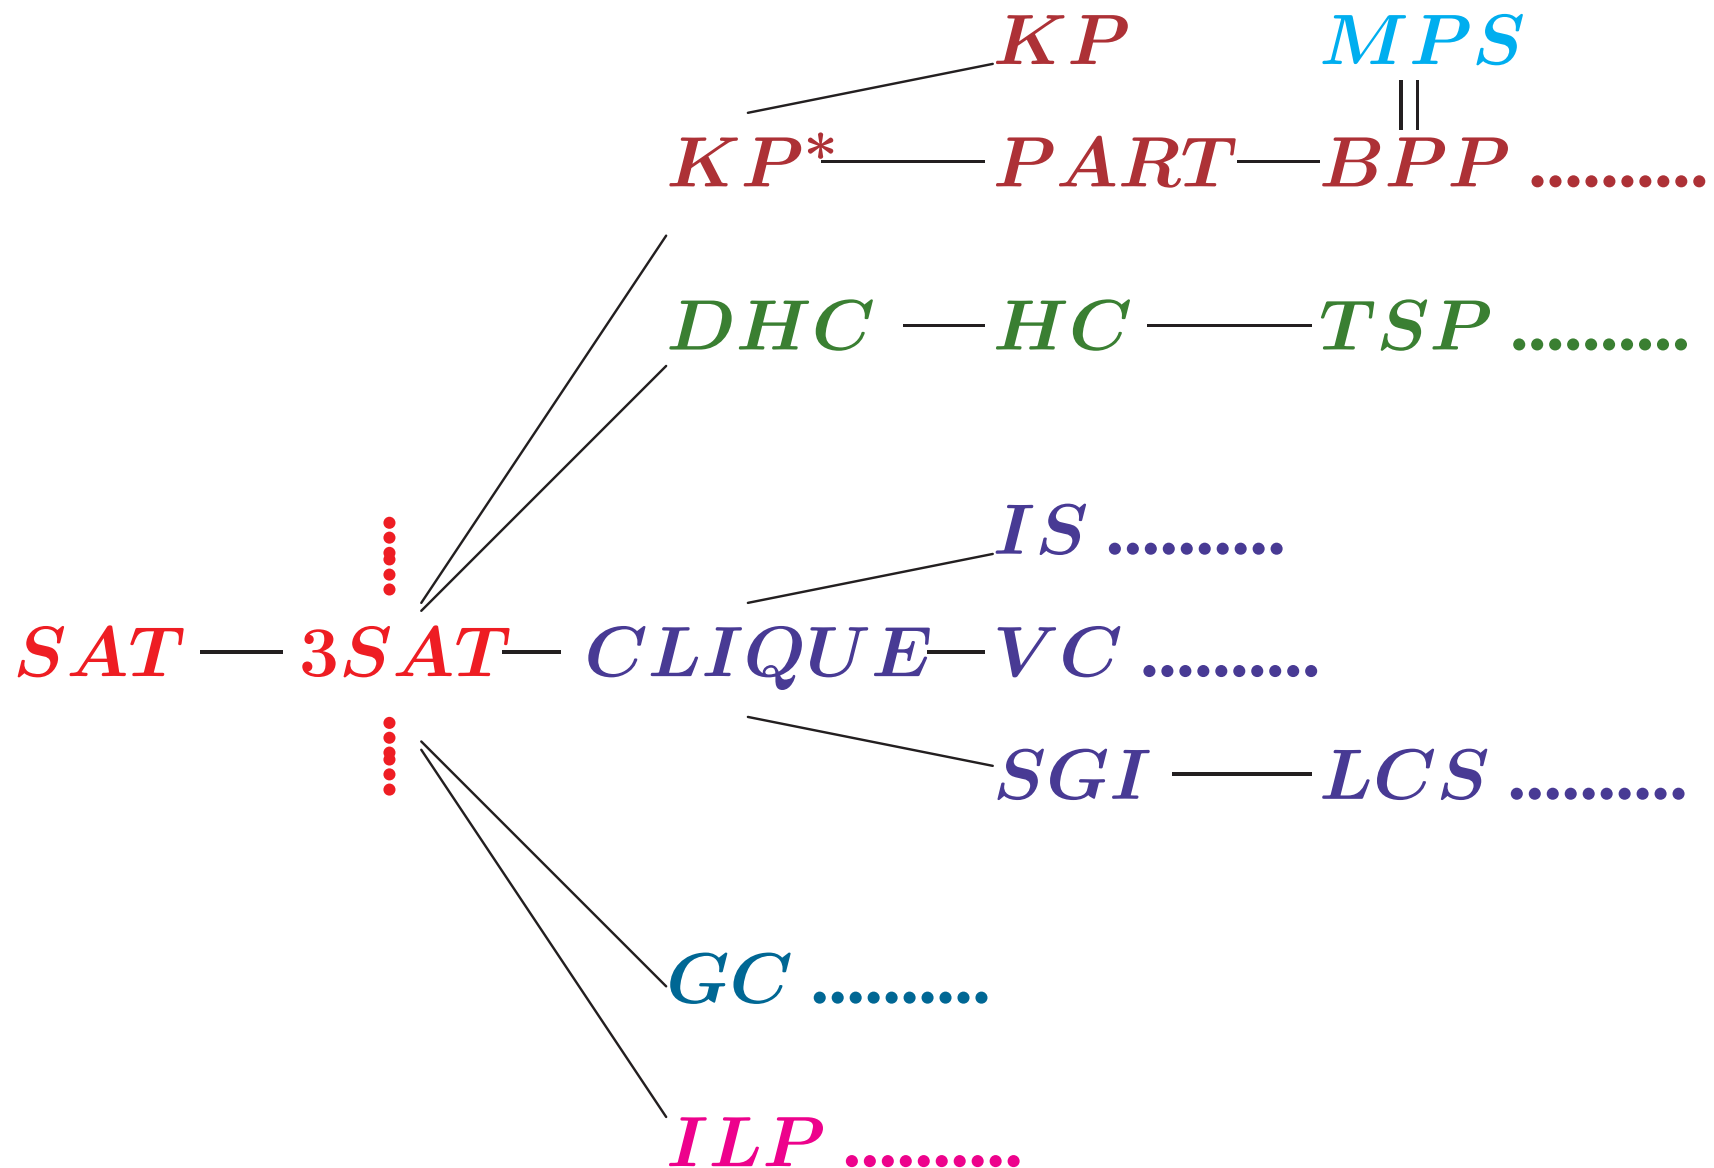 KP MPS
KP* PART BPP ..........
DHC HC TSP ..........
IS ..........
SAT 3SAT CLIQUE VC ..........
SGI LCS ..........
GC ..........
ILP ..........